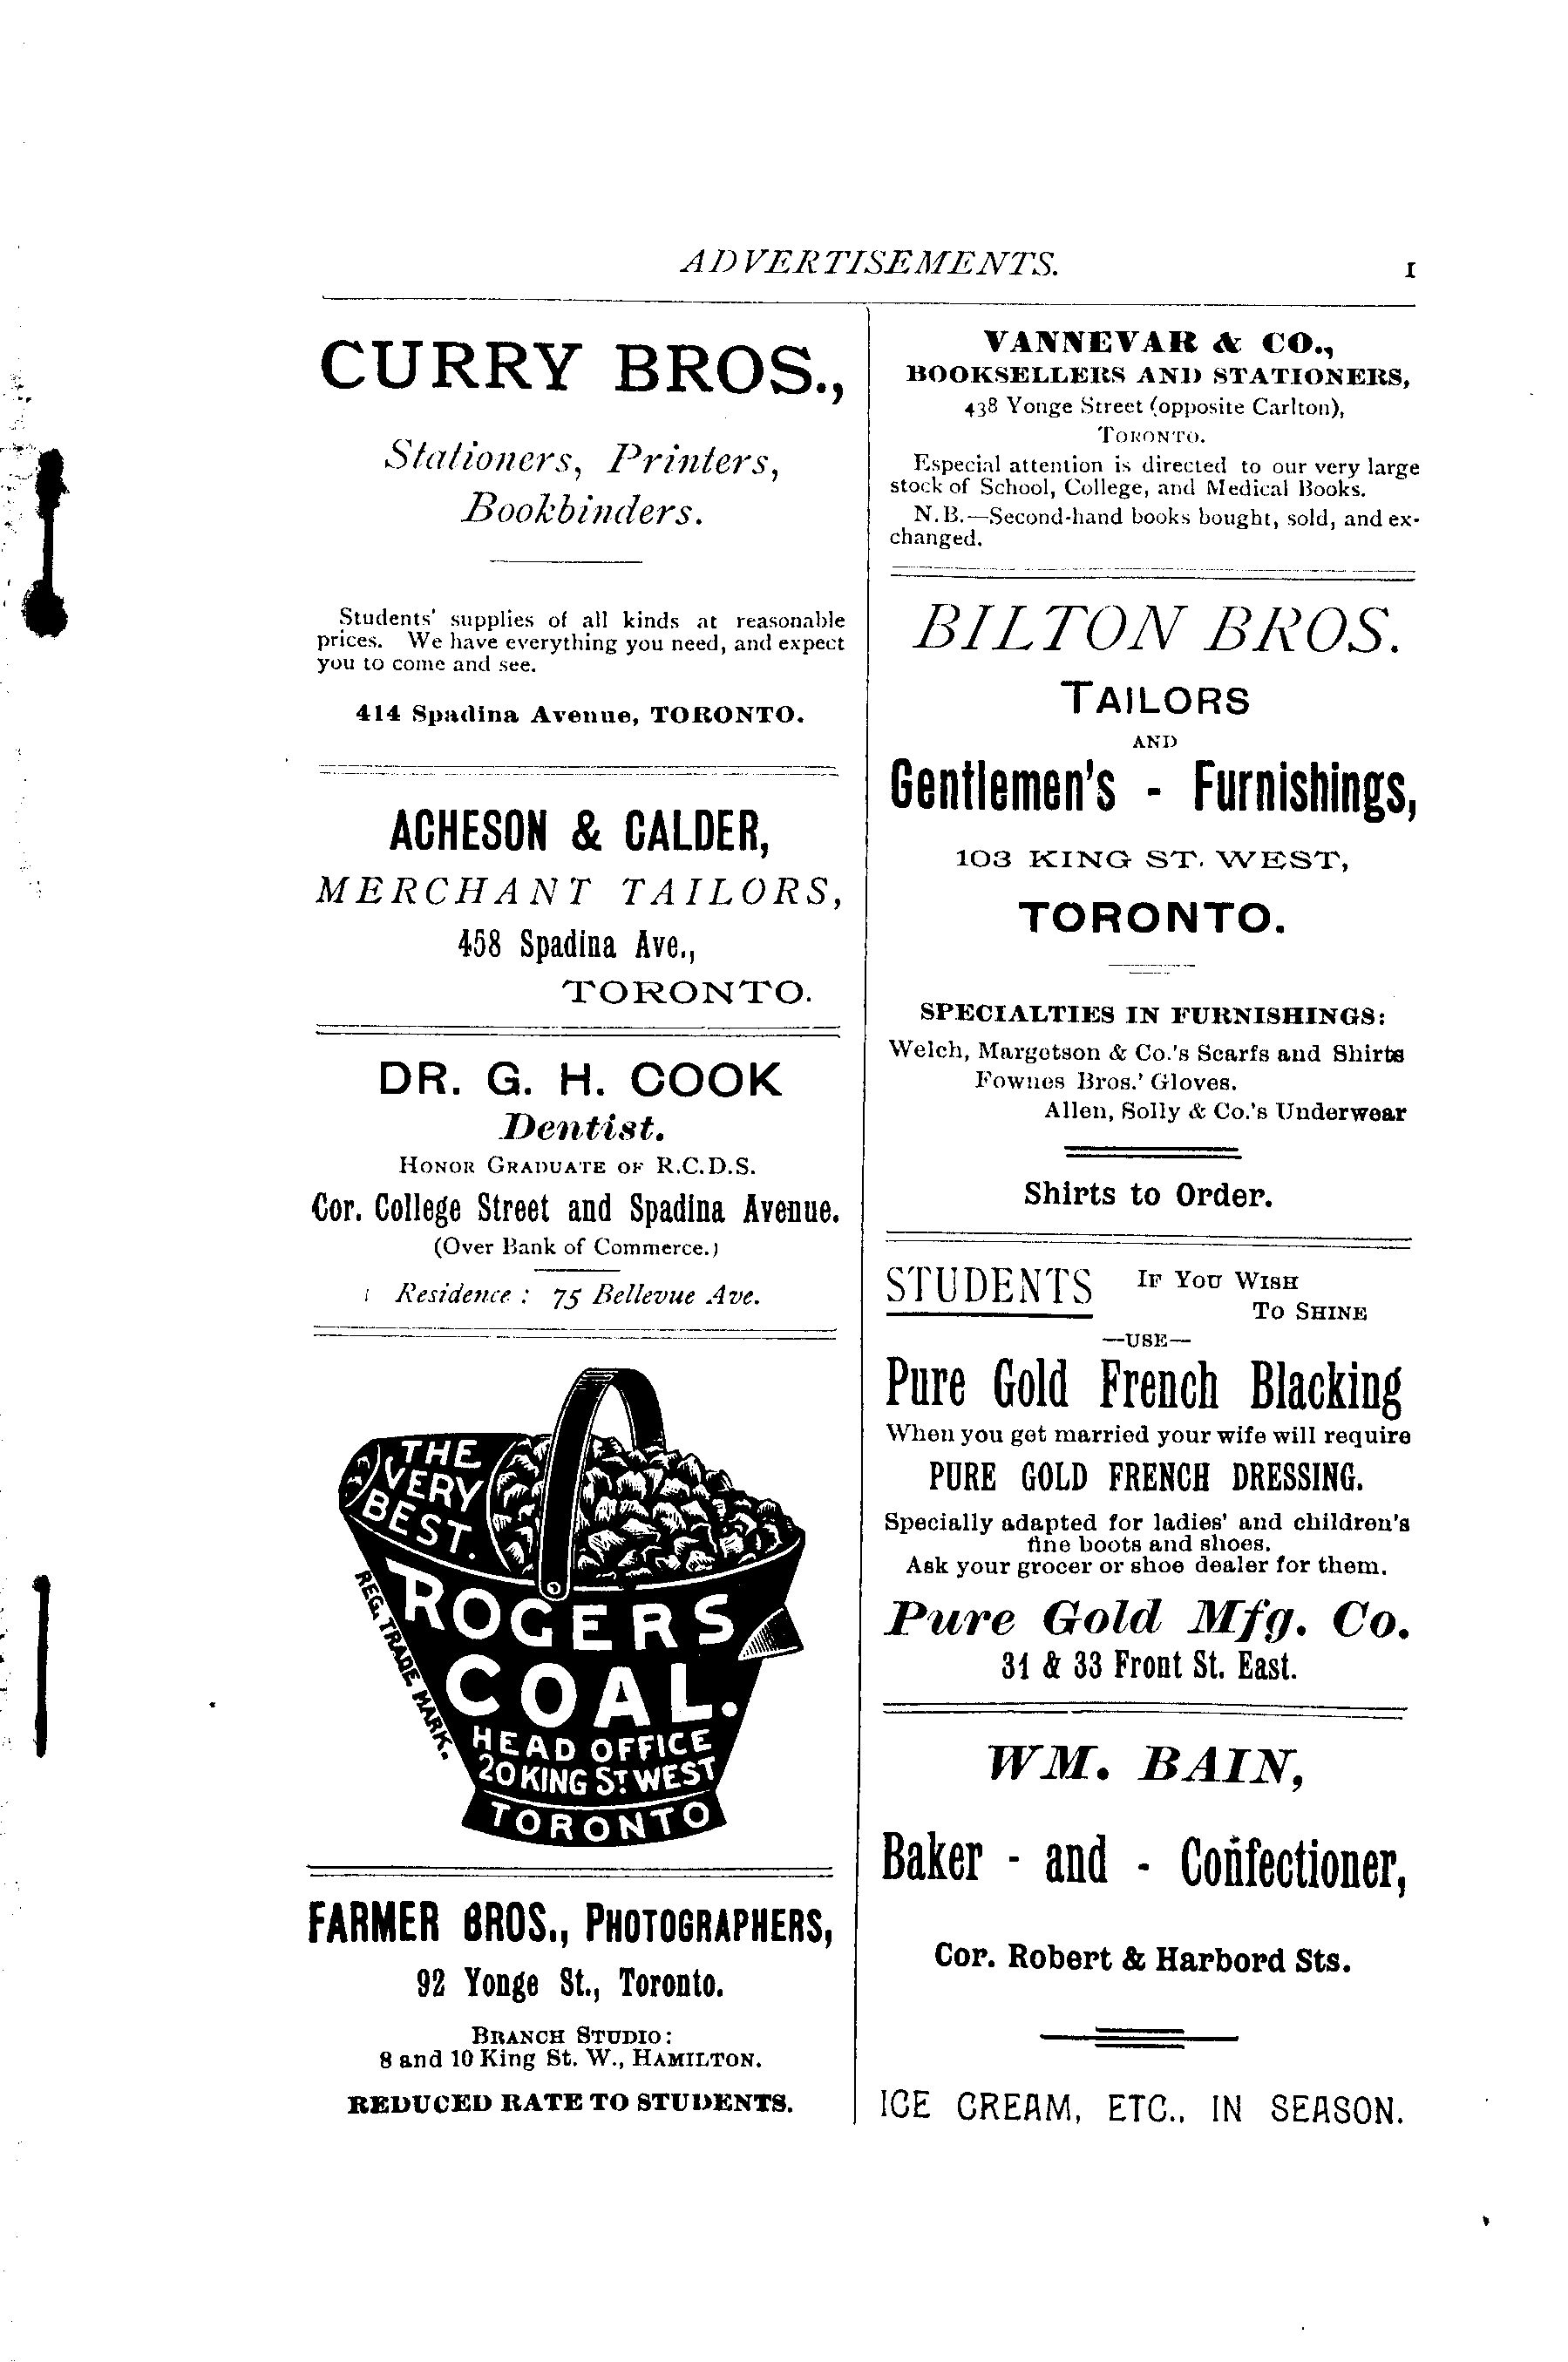 ADVERTISEMENTS.
1
CURRY BROS.,
Stationers, Printers,
Bookbinders.
Students' supplies of all kinds at reasonable
prices. We have everything you need, and expect
you to come and see.
414 Spadina Avenue, TORONTO.
ACHESON & CALDER,
MERCHANT TAILORS,
458 Spadina Ave.,
TORONTO.
DR. G. H. COOK
Dentist.
HONOR GRADUATE OF R.C.D.S.
Cor. College Street and Spadina Avenue.
(Over Bank of Commerce.)
Residence : 75 Bellevue Ave.
THE
VERY
BEST.
ROGERS
COAL.
REG. TRADE MARK.
HEAD OFFICE
20 KING ST WEST
TORONTO
FARMER BROS., PHOTOGRAPHERS,
92 Yonge St., Toronto.
BRANCH STUDIO:
8 and 10 King St. W., HAMILTON.
REDUCED RATE TO STUDENTS.
VANNEVAR & CO.,
BOOKSELLERS AND STATIONERS,
438 Yonge Street (opposite Carlton),
TORONTO.
Especial attention is directed to our very large
stock of School, College, and Medical Books.
N.B.—Second-hand books bought, sold, and ex-
changed.
BILTON BROS.
TAILORS
AND
Gentlemen's - Furnishings,
103 KING ST. WEST,
TORONTO.
SPECIALTIES IN FURNISHINGS:
Welch, Margetson & Co.'s Scarfs and Shirts
Fownes Bros.' Gloves.
Allen, Solly & Co.'s Underwear
Shirts to Order.
STUDENTS IF YOU WISH
TO SHINE
—USE—
Pure Gold French Blacking
When you get married your wife will require
PURE GOLD FRENCH DRESSING.
Specially adapted for ladies' and children's
fine boots and shoes.
Ask your grocer or shoe dealer for them.
Pure Gold Mfg. Co.
31 & 33 Front St. East.
WM. BAIN,
Baker - and - Confectioner,
Cor. Robert & Harbord Sts.
ICE CREAM, ETC., IN SEASON.